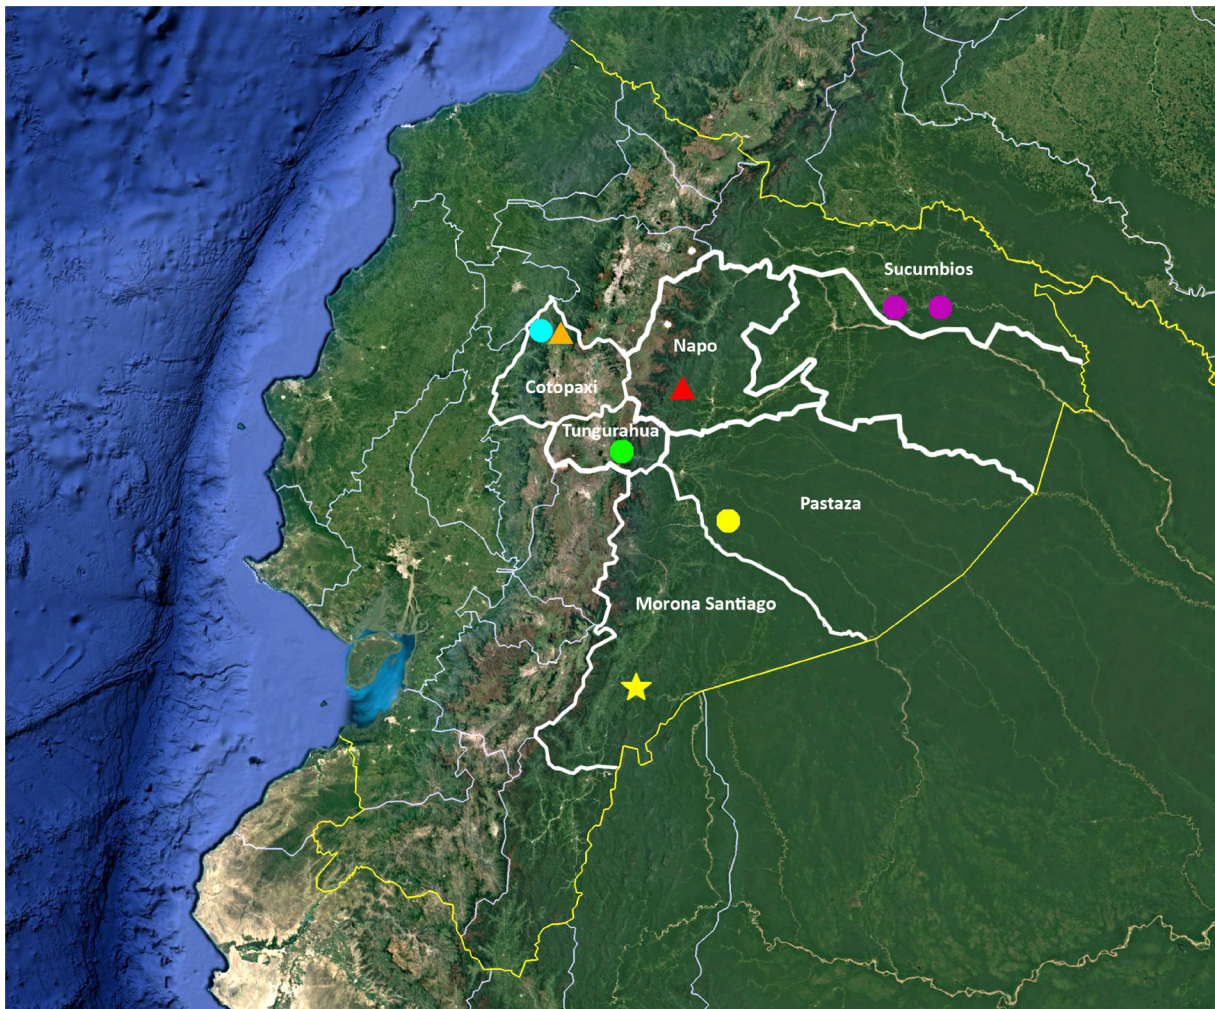 Sucumbios
Napo
Cotopaxi
Tungurahua
Pastaza
Morona Santiago